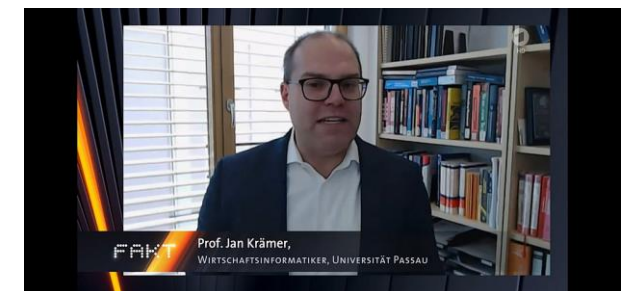 FAKT
Prof. Jan Krämer,
WIRTSCHAFTSINFORMATIKER, UNIVERSITÄT PASSAU